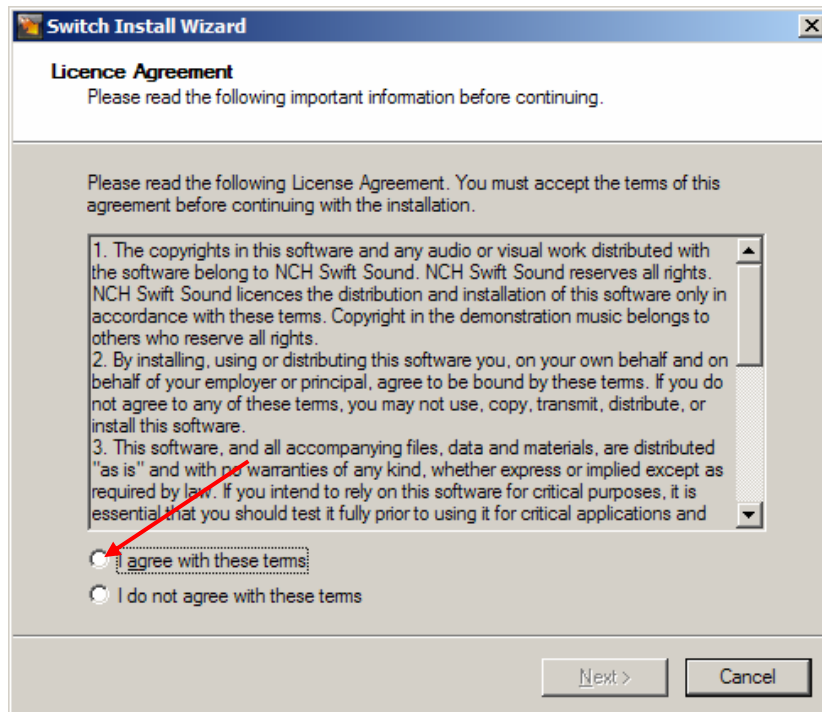 Switch Install Wizard
Licence Agreement
Please read the following important information before continuing.
Please read the following License Agreement. You must accept the terms of this
agreement before continuing with the installation.
1. The copyrights in this software and any audio or visual work distributed with
the software belong to NCH Swift Sound. NCH Swift Sound reserves all rights.
NCH Swift Sound licences the distribution and installation of this software only in
accordance with these terms. Copyright in the demonstration music belongs to
others who reserve all rights.
2. By installing, using or distributing this software you, on your own behalf and on
behalf of your employer or principal, agree to be bound by these terms. If you do
not agree to any of these terms, you may not use, copy, transmit, distribute, or
install this software.
3. This software, and all accompanying files, data and materials, are distributed
"as is" and with no warranties of any kind, whether express or implied except as
required by law. If you intend to rely on this software for critical purposes, it is
essential that you should test it fully prior to using it for critical applications and
I agree with these terms
I do not agree with these terms
Next >
Cancel